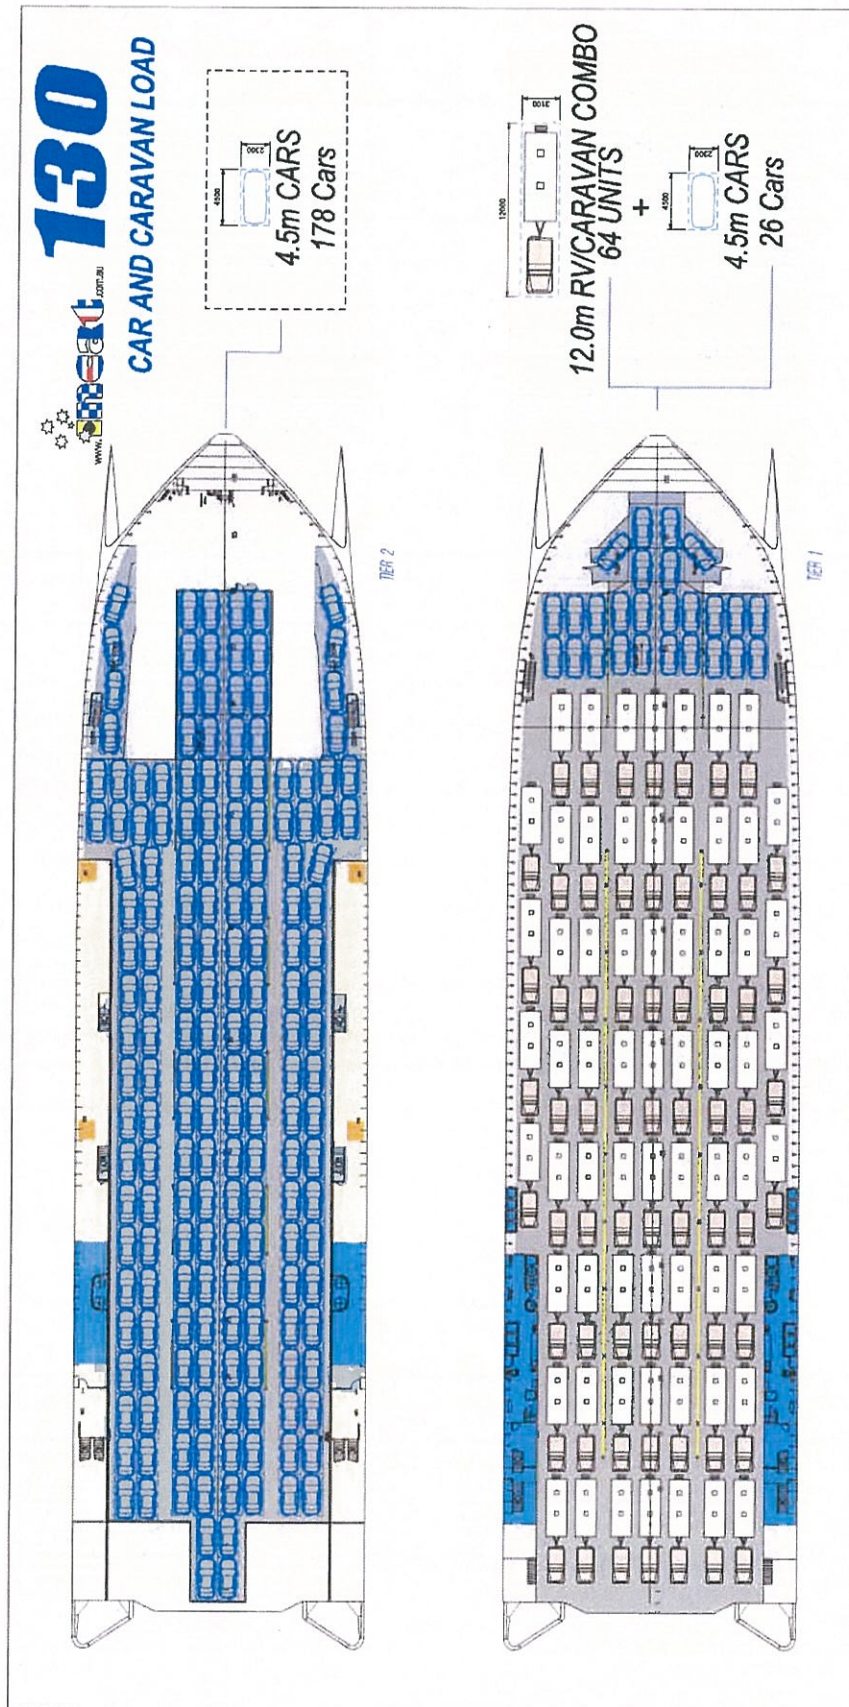 130
www.
incat
.com.au
CAR AND CARAVAN LOAD
4500
2300
4.5m CARS
178 Cars
TIER 2
12000
3100
12.0m RV/CARAVAN COMBO
64 UNITS
+
4500
2300
4.5m CARS
26 Cars
TIER 1